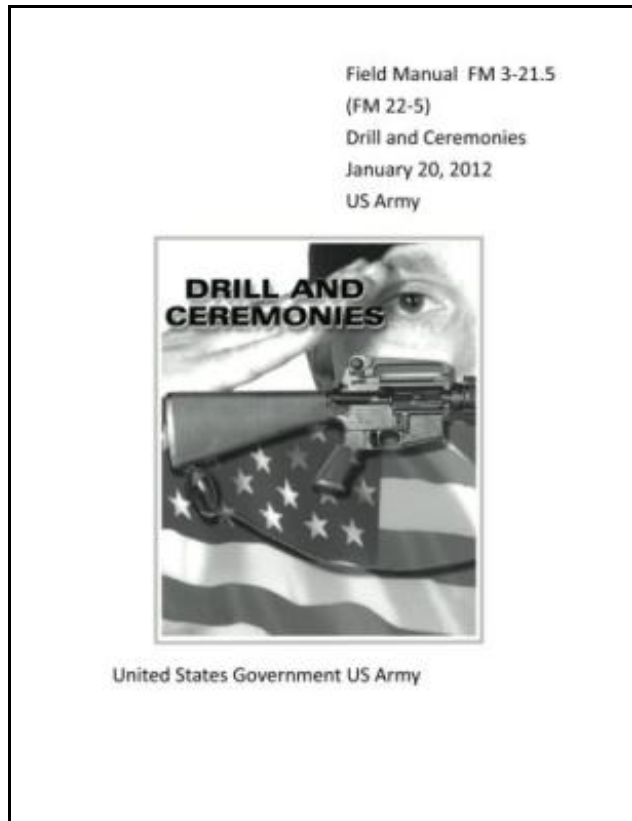 Field Manual FM 3-21.5
(FM 22-5)
Drill and Ceremonies
January 20, 2012
US Army
DRILL AND
CEREMONIES
United States Government US Army